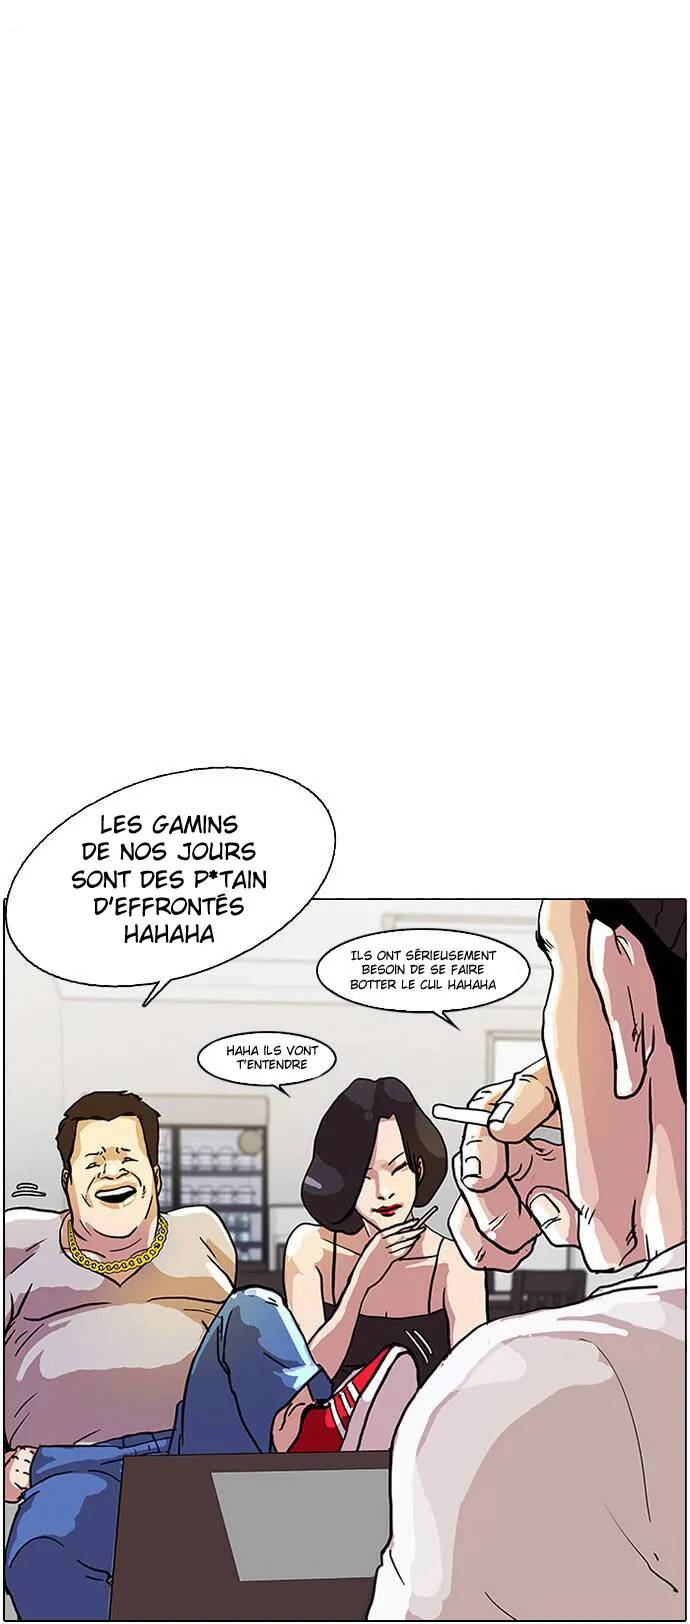 LES GAMINS
DE NOS JOURS
SONT DES P*TAIN
D'EFFRONTÉS
HAHAHA
ILS ONT SÉRIEUSEMENT
BESOIN DE SE FAIRE
BOTTER LE CUL HAHAHA
HAHA ILS VONT
T'ENTENDRE